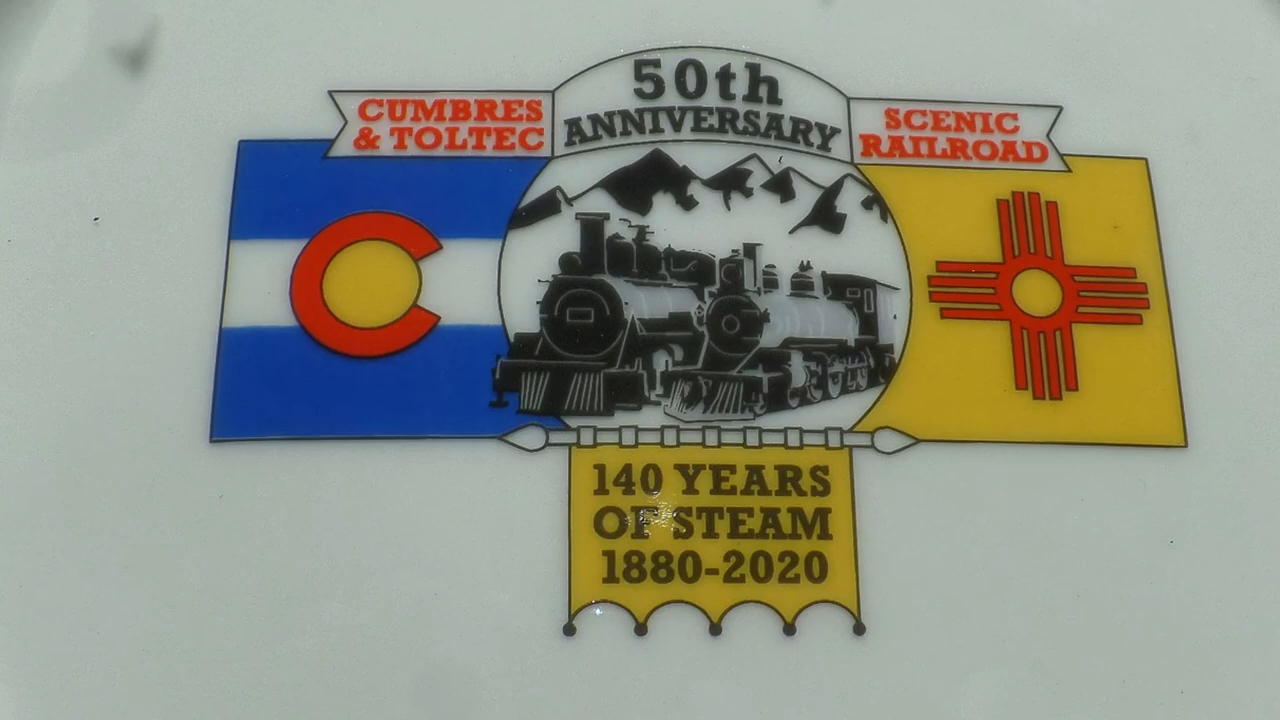 50th
ANNIVERSARY
CUMBRES
& TOLTEC
SCENIC
RAILROAD
140 YEARS
OF STEAM
1880-2020